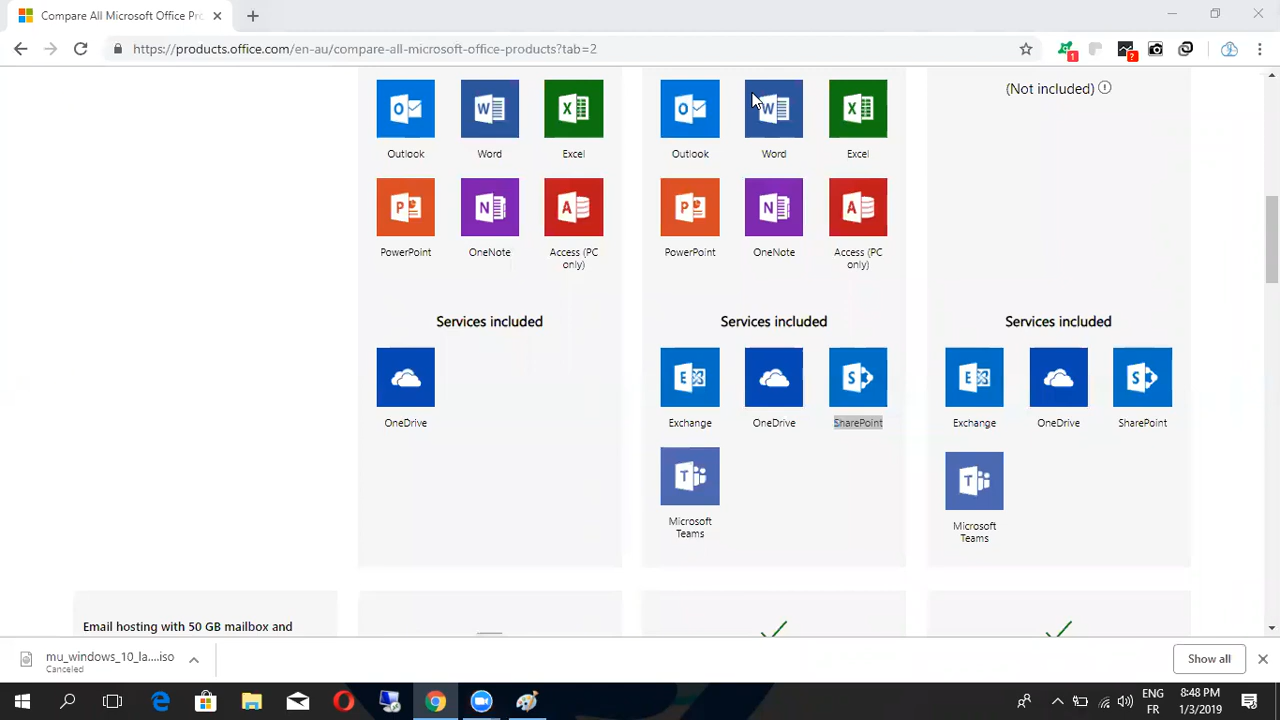 Compare All Microsoft Office Pro
https://products.office.com/en-au/compare-all-microsoft-office-products?tab=2
1
?
(Not included)
Outlook Word Excel
Outlook Word Excel
PowerPoint OneNote Access (PC
only)
PowerPoint OneNote Access (PC
only)
Services included
Services included
Services included
OneDrive
Exchange OneDrive SharePoint
Exchange OneDrive SharePoint
Microsoft
Teams
Microsoft
Teams
Email hosting with 50 GB mailbox and
mu_windows_10_la....iso
Canceled
Show all
ENG
FR
8:48 PM
1/3/2019